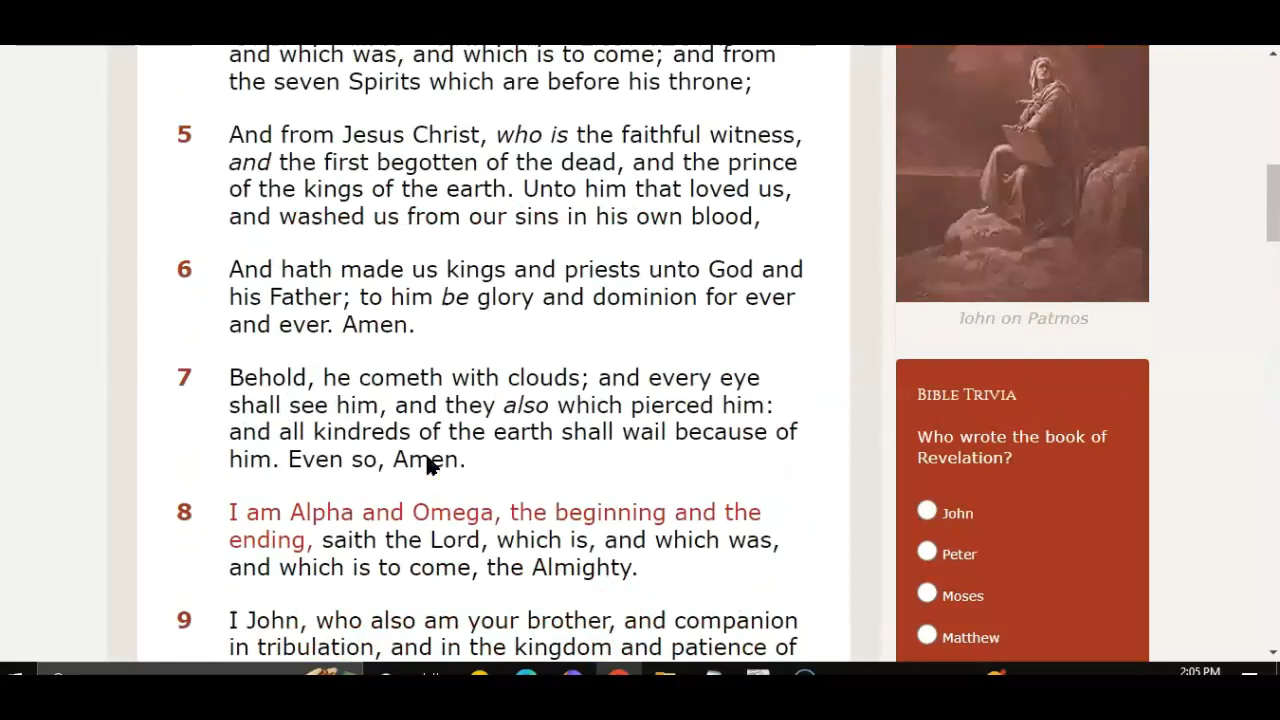 and which was, and which is to come; and from
the seven Spirits which are before his throne;
5 And from Jesus Christ, who is the faithful witness,
and the first begotten of the dead, and the prince
of the kings of the earth. Unto him that loved us,
and washed us from our sins in his own blood,
6 And hath made us kings and priests unto God and
his Father; to him be glory and dominion for ever
and ever. Amen.
7 Behold, he cometh with clouds; and every eye
shall see him, and they also which pierced him:
and all kindreds of the earth shall wail because of
him. Even so, Amen.
8 I am Alpha and Omega, the beginning and the
ending, saith the Lord, which is, and which was,
and which is to come, the Almighty.
9 I John, who also am your brother, and companion
in tribulation, and in the kingdom and patience of
John on Patmos
BIBLE TRIVIA
Who wrote the book of
Revelation?
John
Peter
Moses
Matthew
2:05 PM